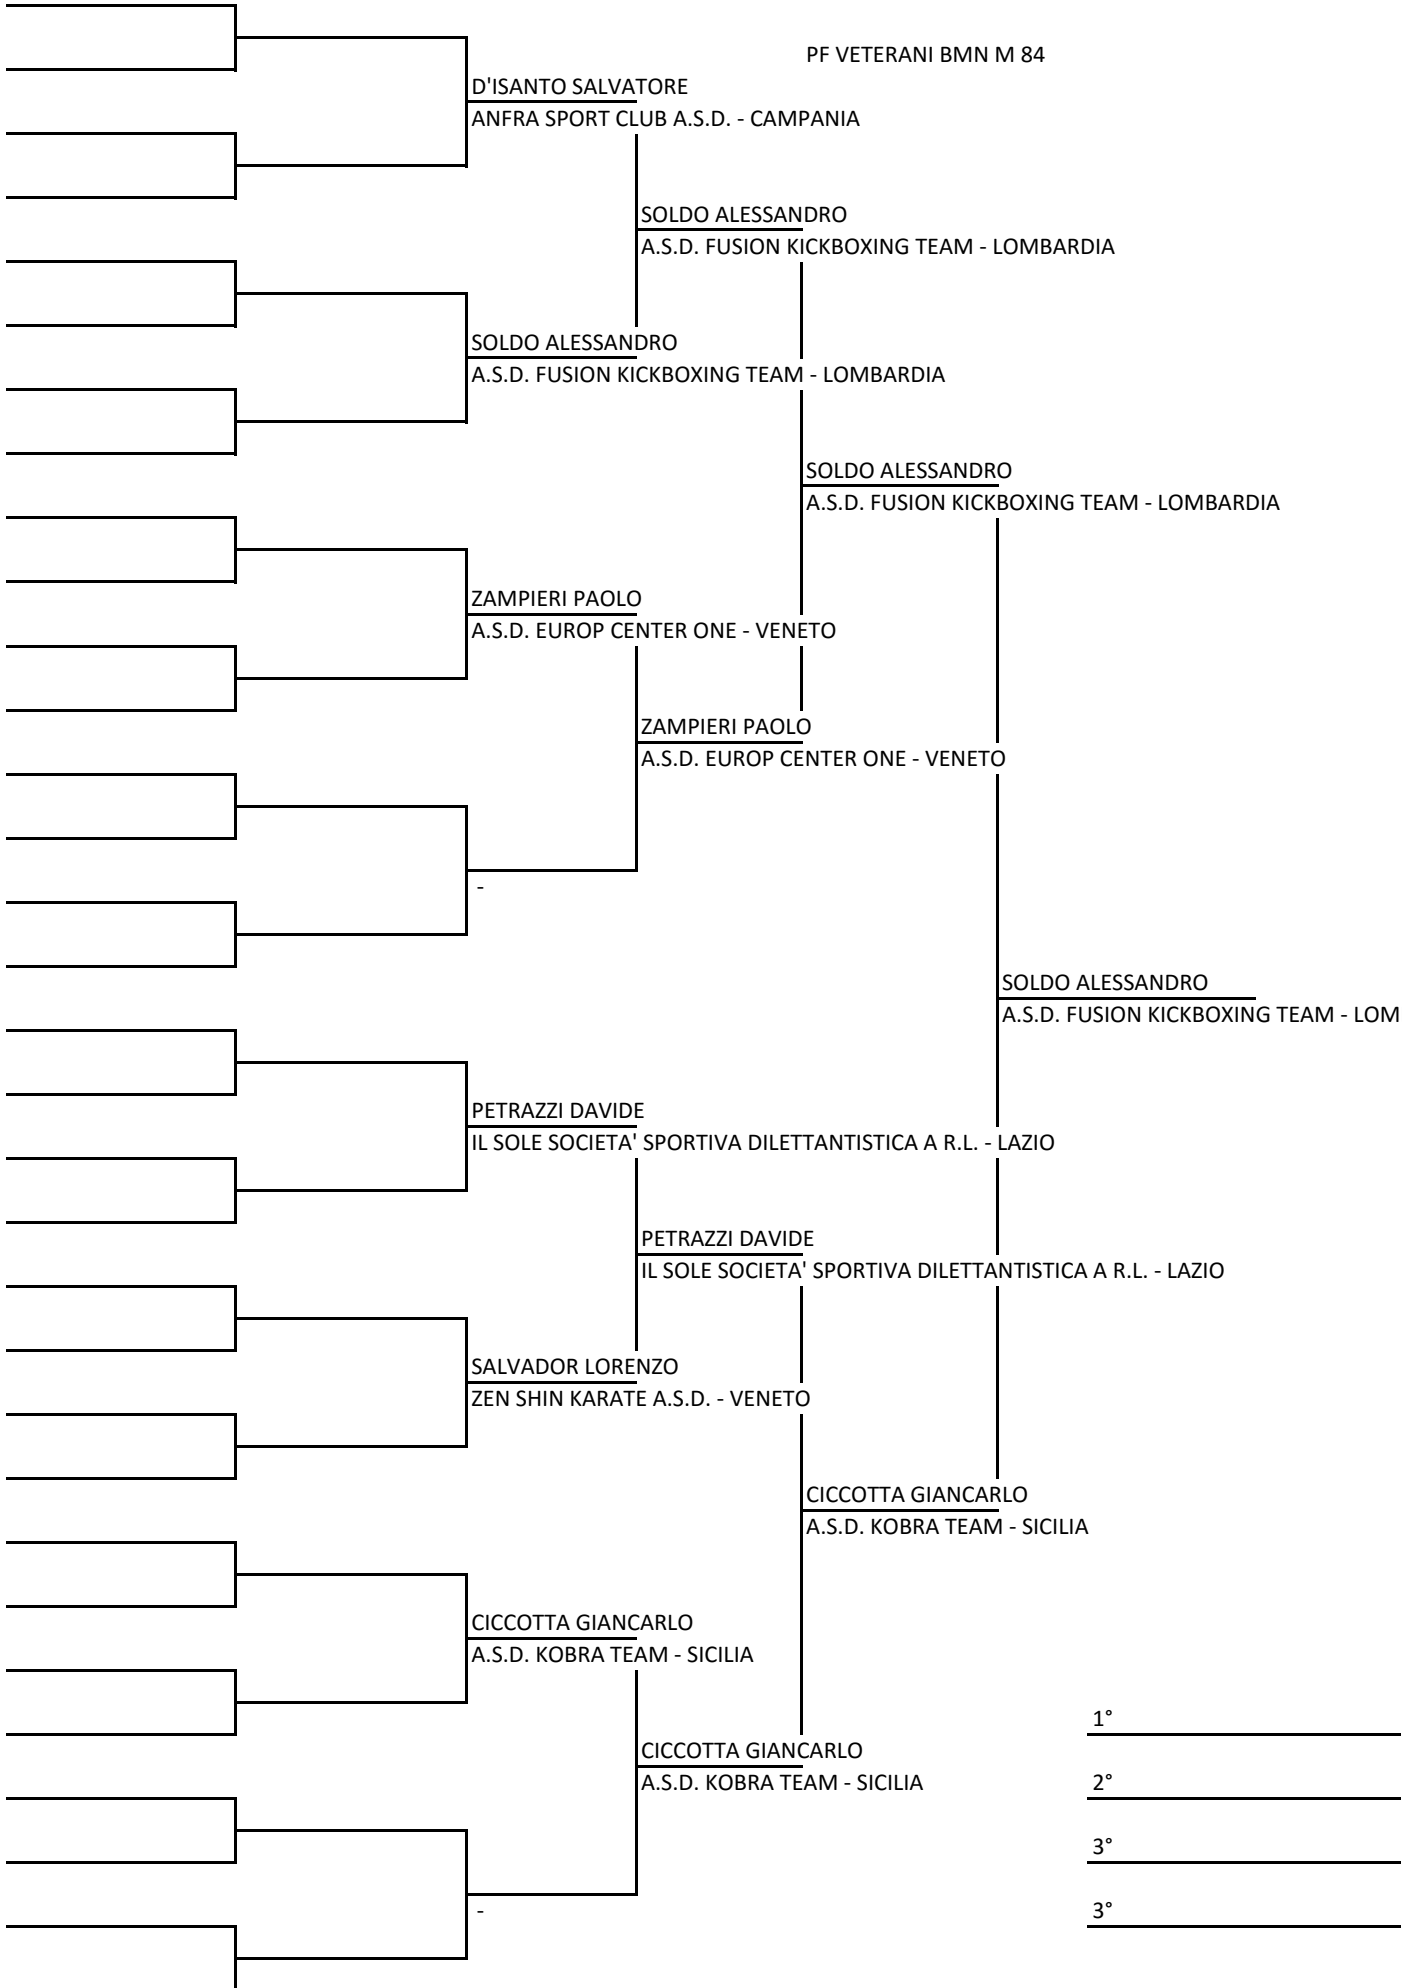 PF VETERANI BMN M 84
D'ISANTO SALVATORE
ANFRA SPORT CLUB A.S.D. - CAMPANIA
SOLDO ALESSANDRO
A.S.D. FUSION KICKBOXING TEAM - LOMBARDIA
SOLDO ALESSANDRO
A.S.D. FUSION KICKBOXING TEAM - LOMBARDIA
SOLDO ALESSANDRO
A.S.D. FUSION KICKBOXING TEAM - LOMBARDIA
ZAMPIERI PAOLO
A.S.D. EUROP CENTER ONE - VENETO
ZAMPIERI PAOLO
A.S.D. EUROP CENTER ONE - VENETO
-
SOLDO ALESSANDRO
A.S.D. FUSION KICKBOXING TEAM - LOM
PETRAZZI DAVIDE
IL SOLE SOCIETA' SPORTIVA DILETTANTISTICA A R.L. - LAZIO
PETRAZZI DAVIDE
IL SOLE SOCIETA' SPORTIVA DILETTANTISTICA A R.L. - LAZIO
SALVADOR LORENZO
ZEN SHIN KARATE A.S.D. - VENETO
CICCOTTA GIANCARLO
A.S.D. KOBRA TEAM - SICILIA
CICCOTTA GIANCARLO
A.S.D. KOBRA TEAM - SICILIA
1°
CICCOTTA GIANCARLO
A.S.D. KOBRA TEAM - SICILIA
2°
3°
-
3°